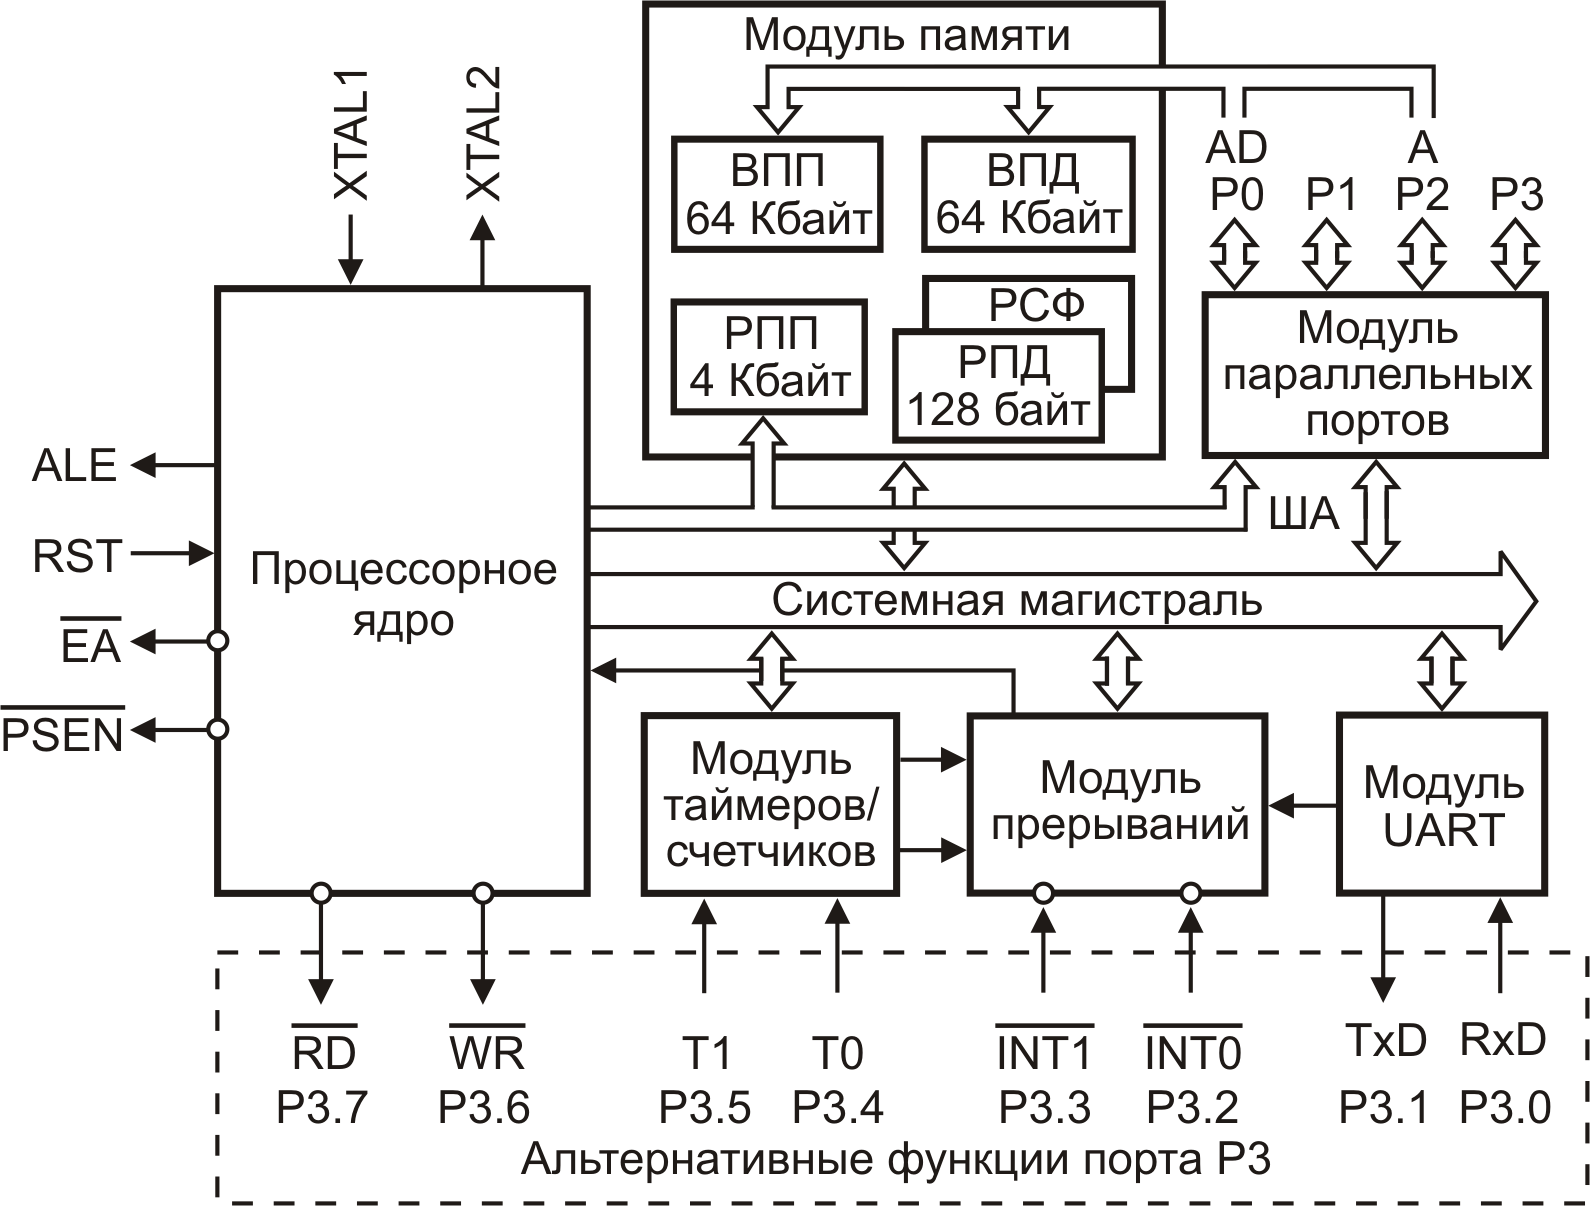 Модуль памяти
XTAL1
XTAL2
ВПП
64 Кбайт
ВПД
64 Кбайт
AD
A
P0
P1
P2
P3
РПП
4 Кбайт
РСФ
РПД
128 байт
Модуль
параллельных
портов
ALE
RST
EA
PSEN
Процессорное
ядро
ША
Системная магистраль
Модуль
таймеров/
счетчиков
Модуль
прерываний
Модуль
UART
RD
WR
T1
T0
INT1
INT0
TxD
RxD
P3.7
P3.6
P3.5
P3.4
P3.3
P3.2
P3.1
P3.0
Альтернативные функции порта P3